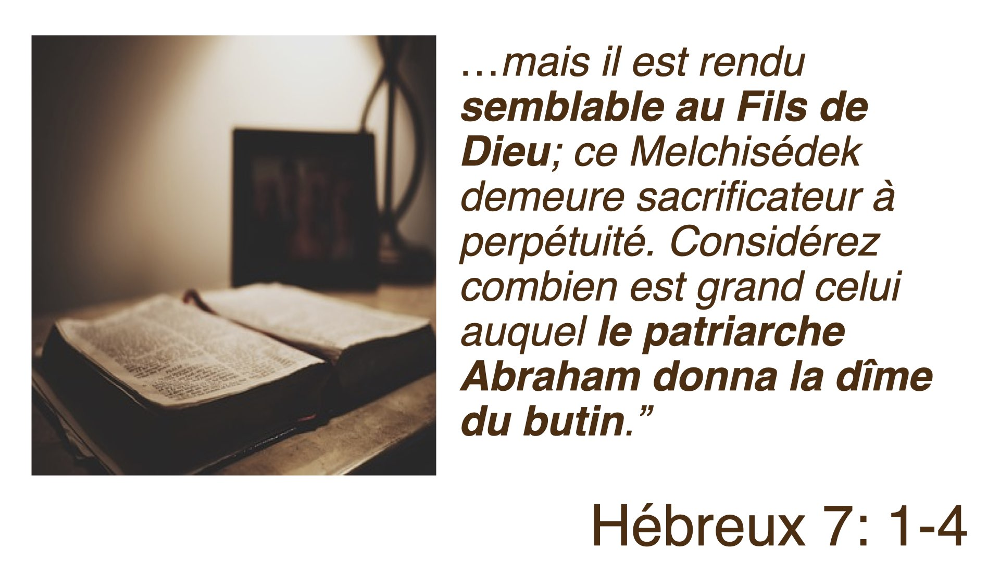 …mais il est rendu
semblable au Fils de
Dieu; ce Melchisédek
demeure sacrificateur à
perpétuité. Considérez
combien est grand celui
auquel le patriarche
Abraham donna la dîme
du butin.”
Hébreux 7: 1-4